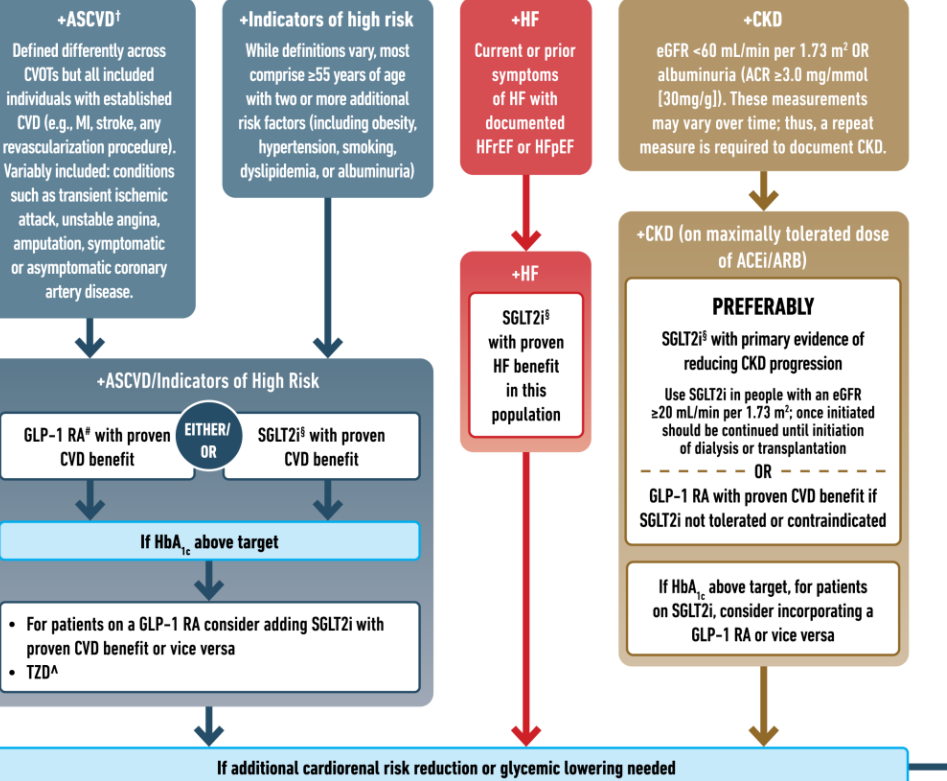 +ASCVD†
Defined differently across
CVOTs but all included
individuals with established
CVD (e.g., MI, stroke, any
revascularization procedure).
Variably included: conditions
such as transient ischemic
attack, unstable angina,
amputation, symptomatic
or asymptomatic coronary
artery disease.
+Indicators of high risk
While definitions vary, most
comprise ≥55 years of age
with two or more additional
risk factors (including obesity,
hypertension, smoking,
dyslipidemia, or albuminuria)
+HF
Current or prior
symptoms
of HF with
documented
HFrEF or HFpEF
+CKD
eGFR <60 mL/min per 1.73 m² OR
albuminuria (ACR ≥3.0 mg/mmol
[30mg/g]). These measurements
may vary over time; thus, a repeat
measure is required to document CKD.
+ASCVD/Indicators of High Risk
GLP-1 RA# with proven
CVD benefit
EITHER/
OR
SGLT2i§ with proven
CVD benefit
If HbA1c above target
• For patients on a GLP-1 RA consider adding SGLT2i with
proven CVD benefit or vice versa
• TZD^
+HF
SGLT2i§
with proven
HF benefit
in this
population
+CKD (on maximally tolerated dose
of ACEi/ARB)
PREFERABLY
SGLT2i§ with primary evidence of
reducing CKD progression
Use SGLT2i in people with an eGFR
≥20 mL/min per 1.73 m²; once initiated
should be continued until initiation
of dialysis or transplantation
OR
GLP-1 RA with proven CVD benefit if
SGLT2i not tolerated or contraindicated
If HbA1c above target, for patients
on SGLT2i, consider incorporating a
GLP-1 RA or vice versa
If additional cardiorenal risk reduction or glycemic lowering needed